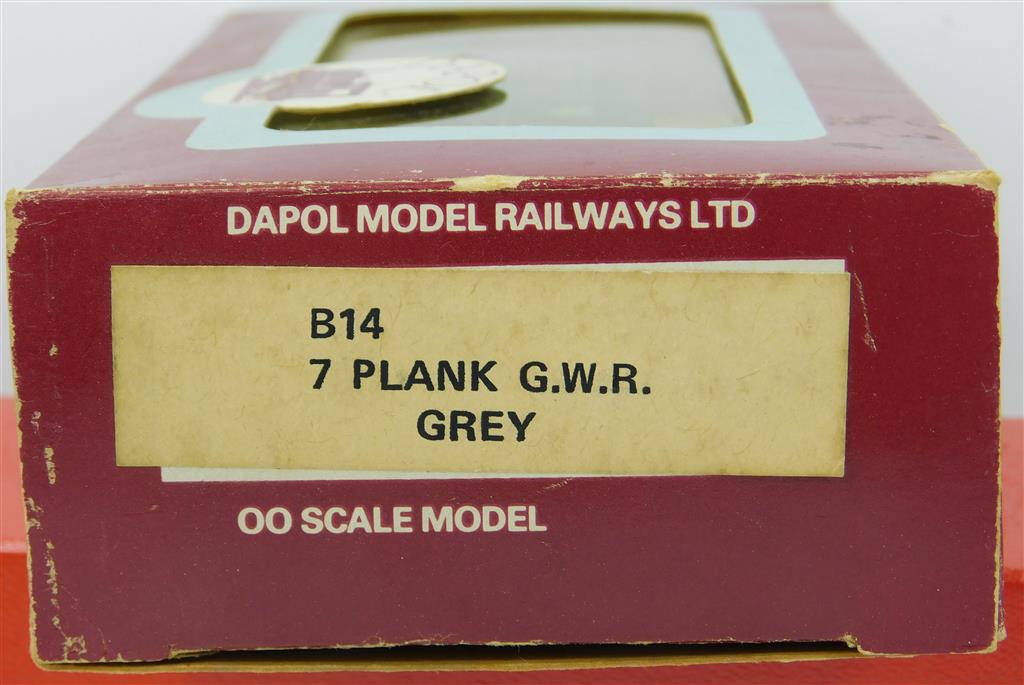 DAPOL MODEL RAILWAYS LTD
B14
7 PLANK G.W.R.
GREY
OO SCALE MODEL